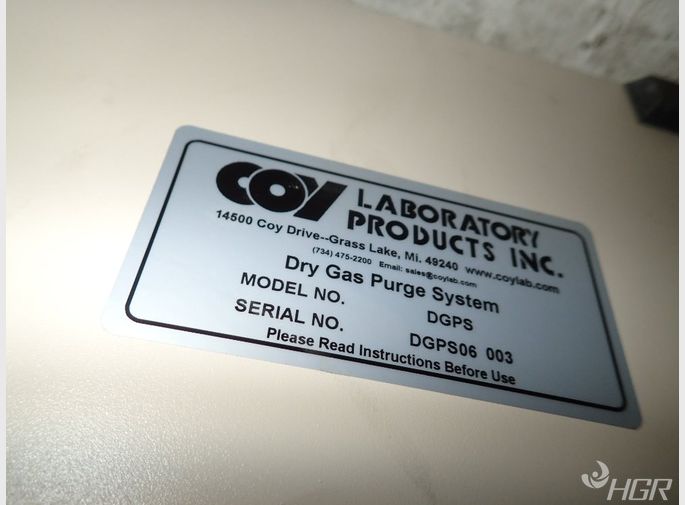 COY LABORATORY
PRODUCTS INC.
14500 Coy Drive--Grass Lake, Mi. 49240 www.coylab.com
(734) 475-2200 Email: sales@coylab.com
Dry Gas Purge System
MODEL NO. DGPS
SERIAL NO. DGPS06 003
Please Read Instructions Before Use
HGR